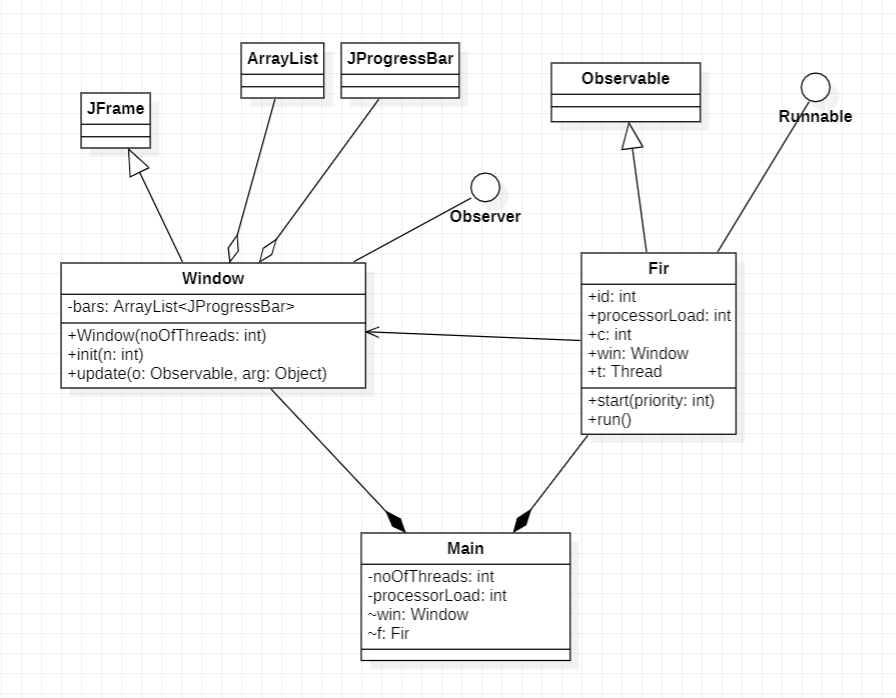 ArrayList
JProgressBar
Observable
JFrame
Runnable
Observer
Window
-bars: ArrayList<JProgressBar>
+Window(noOfThreads: int)
+init(n: int)
+update(o: Observable, arg: Object)
Fir
+id: int
+processorLoad: int
+c: int
+win: Window
+t: Thread
+start(priority: int)
+run()
Main
-noOfThreads: int
-processorLoad: int
~win: Window
~f: Fir